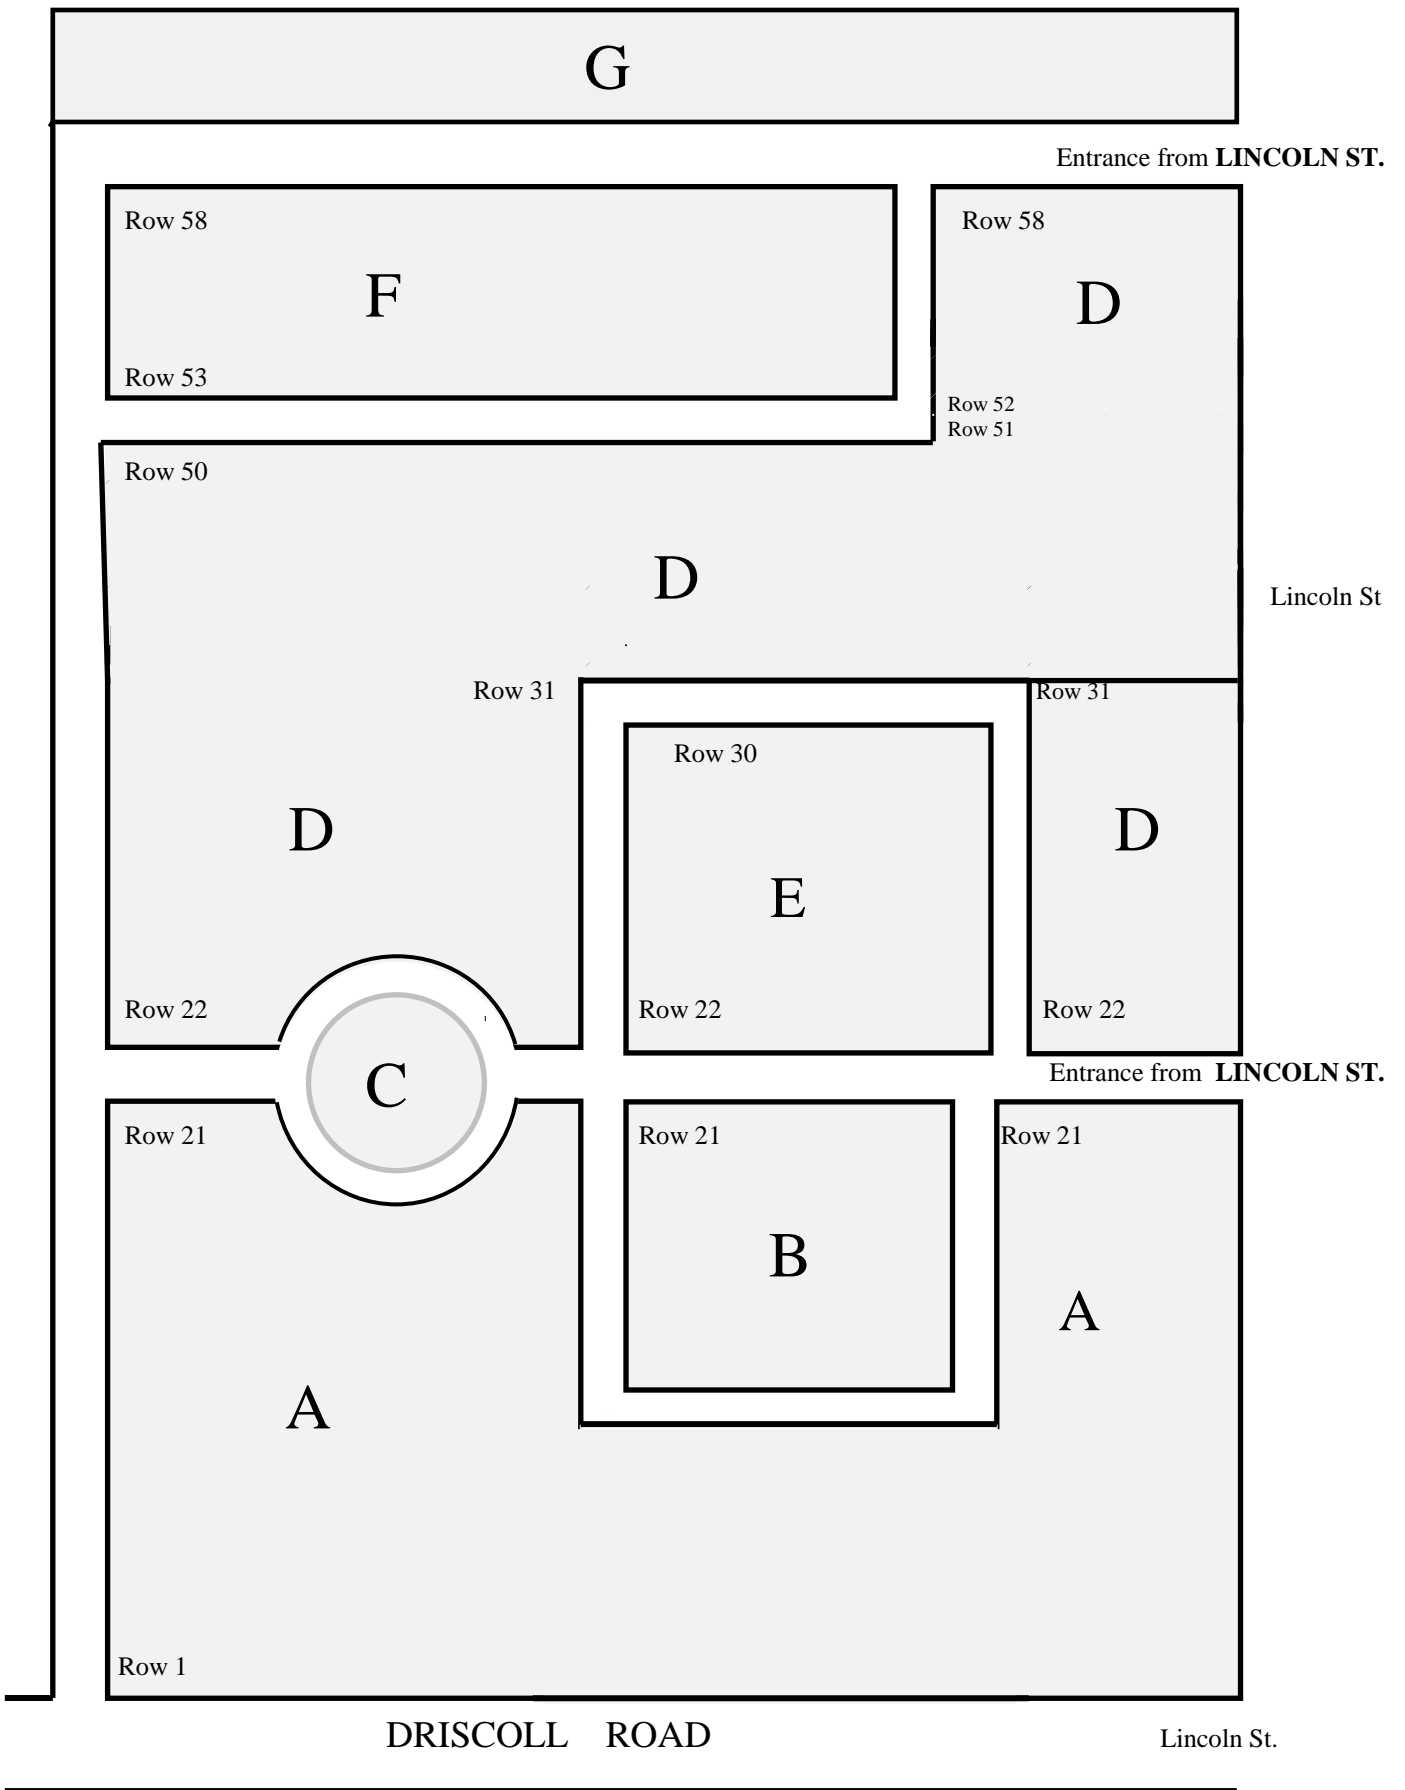 G
Entrance from LINCOLN ST.
Row 58
Row 58
F
D
Row 53
Row 52
Row 51
Row 50
D
Lincoln St
Row 31
Row 31
Row 30
D
D
E
Row 22
Row 22
Row 22
C
Entrance from LINCOLN ST.
Row 21
Row 21
Row 21
B
A
A
Row 1
DRISCOLL ROAD
Lincoln St.